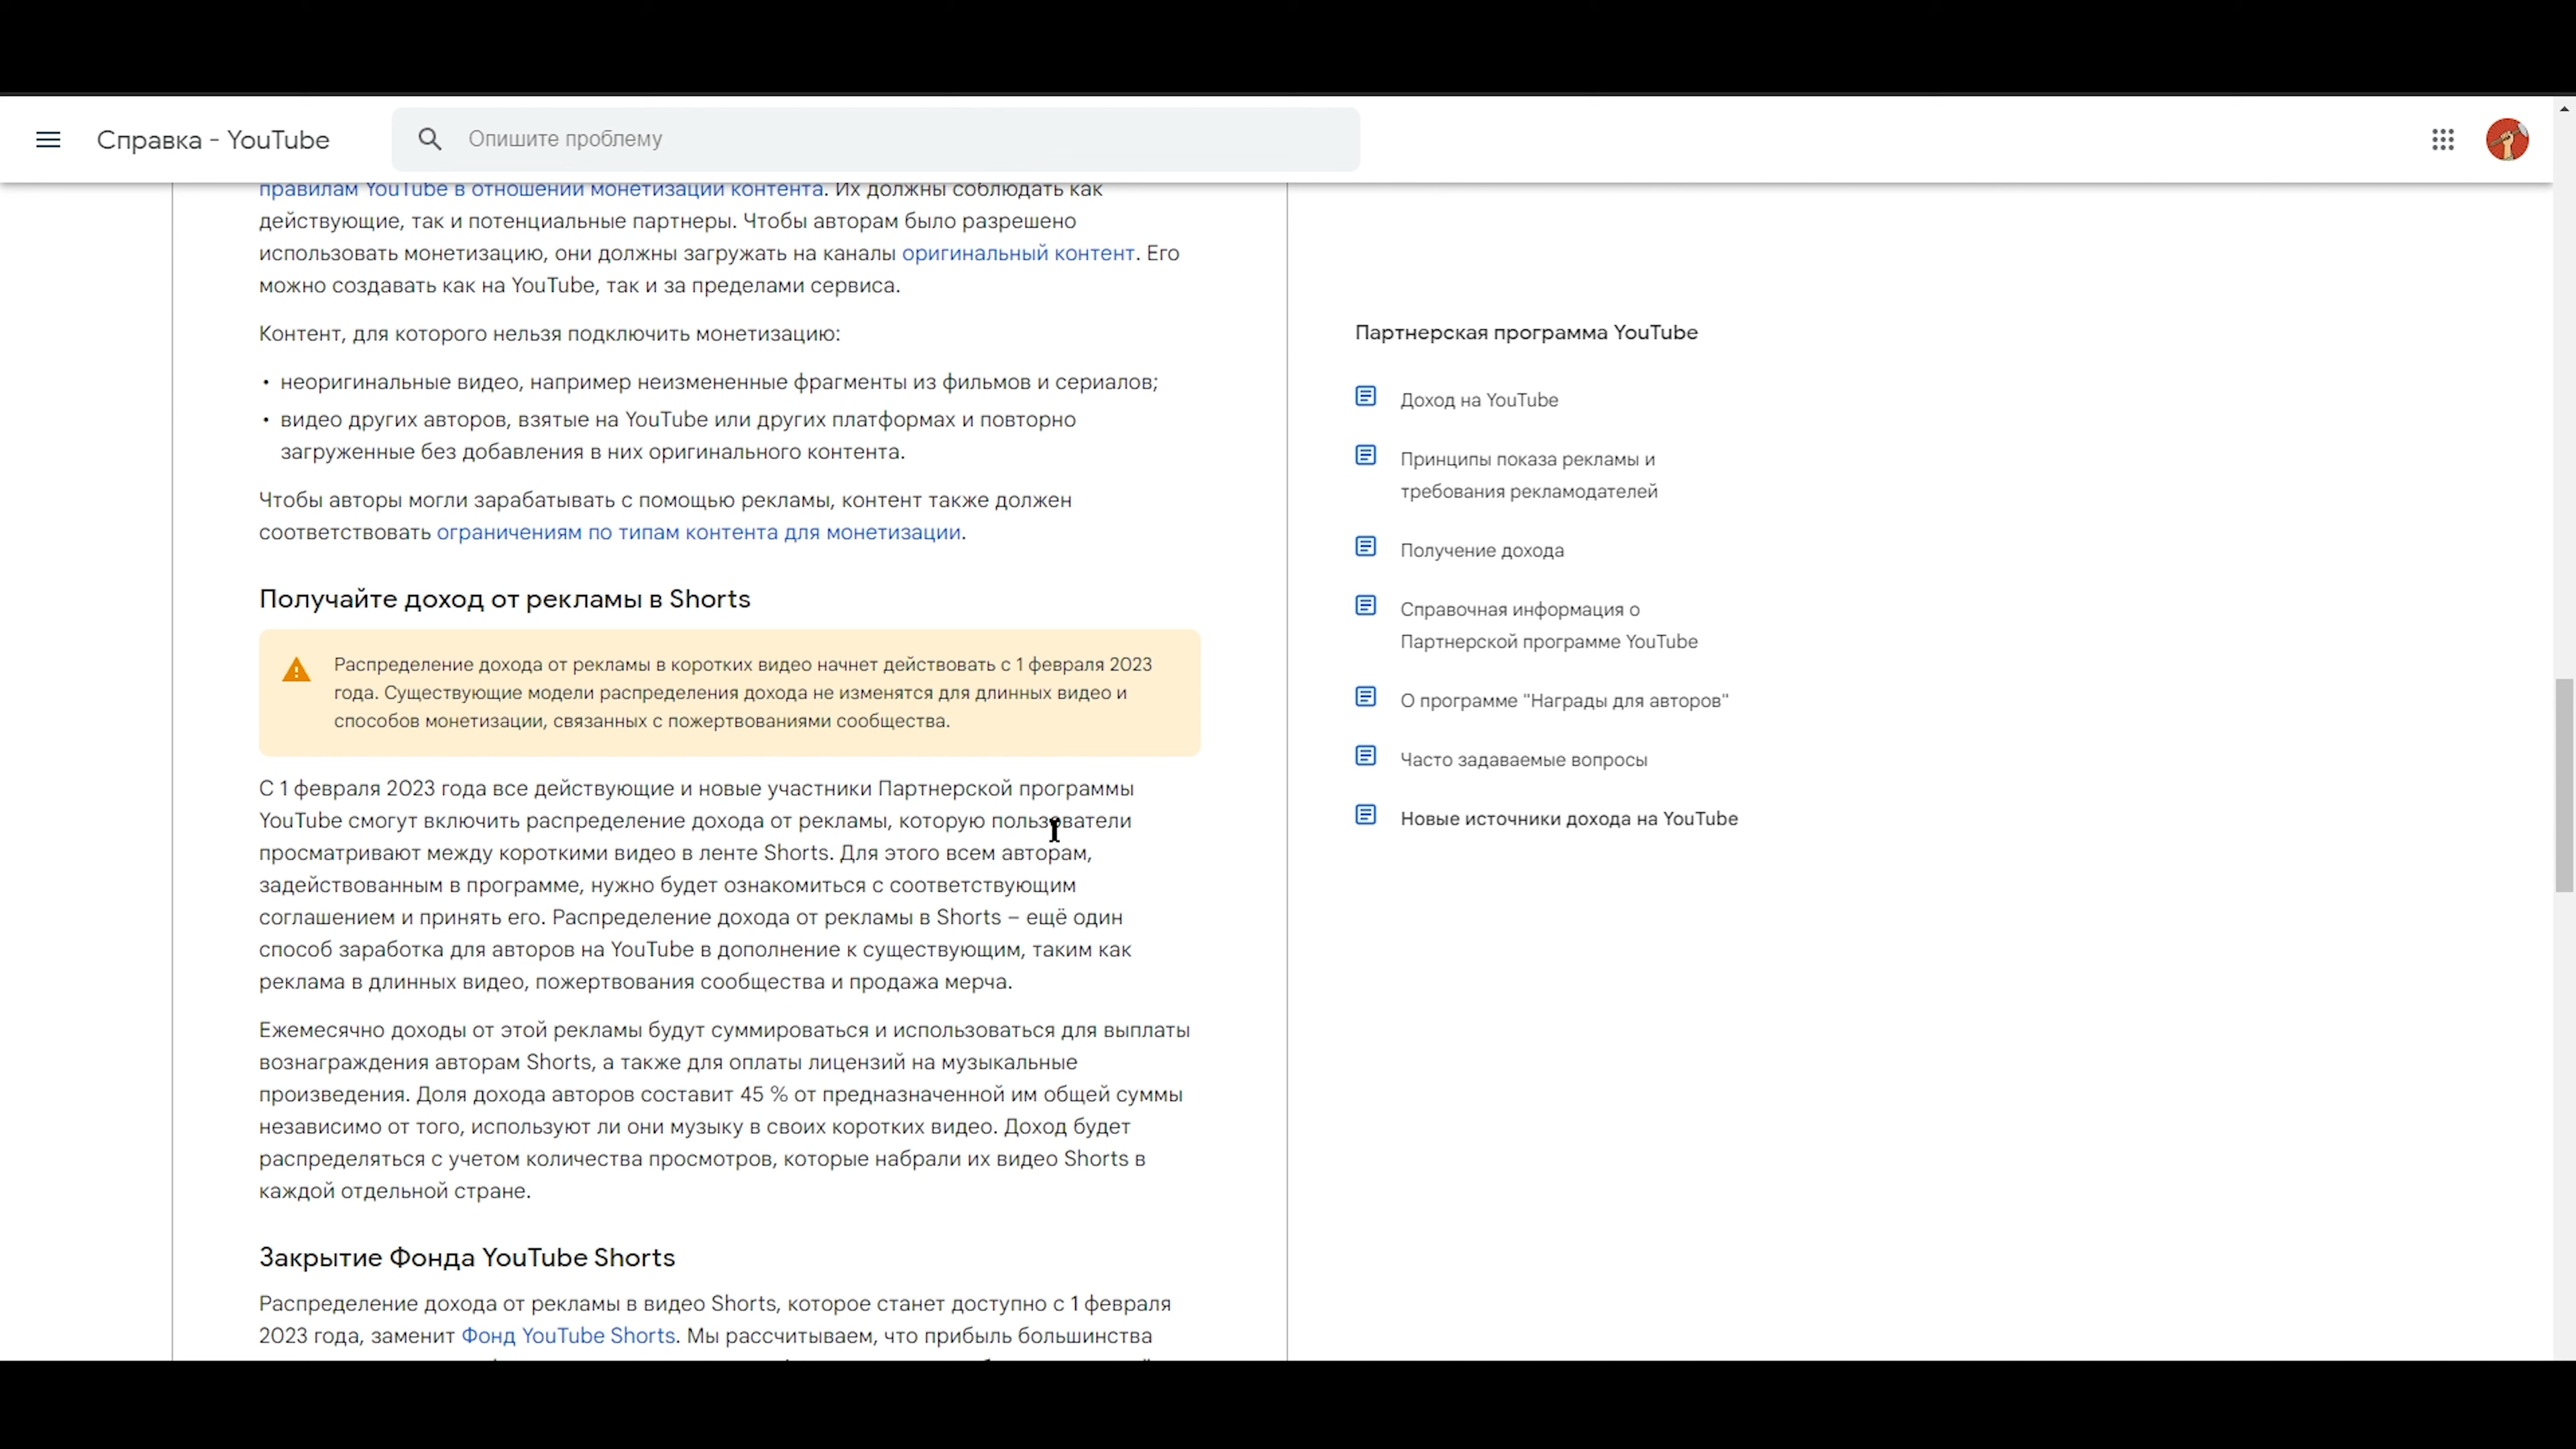 Справка - YouTube
Опишите проблему
правилам YouTube в отношении монетизации контента. Их должны соблюдать как
действующие, так и потенциальные партнеры. Чтобы авторам было разрешено
использовать монетизацию, они должны загружать на каналы оригинальный контент. Его
можно создавать как на YouTube, так и за пределами сервиса.
Контент, для которого нельзя подключить монетизацию:
• неоригинальные видео, например неизмененные фрагменты из фильмов и сериалов;
• видео других авторов, взятые на YouTube или других платформах и повторно
загруженные без добавления в них оригинального контента.
Чтобы авторы могли зарабатывать с помощью рекламы, контент также должен
соответствовать ограничениям по типам контента для монетизации.
Получайте доход от рекламы в Shorts
Распределение дохода от рекламы в коротких видео начнет действовать с 1 февраля 2023
года. Существующие модели распределения дохода не изменятся для длинных видео и
способов монетизации, связанных с пожертвованиями сообщества.
С 1 февраля 2023 года все действующие и новые участники Партнерской программы
YouTube смогут включить распределение дохода от рекламы, которую пользователи
просматривают между короткими видео в ленте Shorts. Для этого всем авторам,
задействованным в программе, нужно будет ознакомиться с соответствующим
соглашением и принять его. Распределение дохода от рекламы в Shorts – ещё один
способ заработка для авторов на YouTube в дополнение к существующим, таким как
реклама в длинных видео, пожертвования сообщества и продажа мерча.
Ежемесячно доходы от этой рекламы будут суммироваться и использоваться для выплаты
вознаграждения авторам Shorts, а также для оплаты лицензий на музыкальные
произведения. Доля дохода авторов составит 45 % от предназначенной им общей суммы
независимо от того, используют ли они музыку в своих коротких видео. Доход будет
распределяться с учетом количества просмотров, которые набрали их видео Shorts в
каждой отдельной стране.
Закрытие Фонда YouTube Shorts
Распределение дохода от рекламы в видео Shorts, которое станет доступно с 1 февраля
2023 года, заменит Фонд YouTube Shorts. Мы рассчитываем, что прибыль большинства
Партнерская программа YouTube
Доход на YouTube
Принципы показа рекламы и
требования рекламодателей
Получение дохода
Справочная информация о
Партнерской программе YouTube
О программе "Награды для авторов"
Часто задаваемые вопросы
Новые источники дохода на YouTube